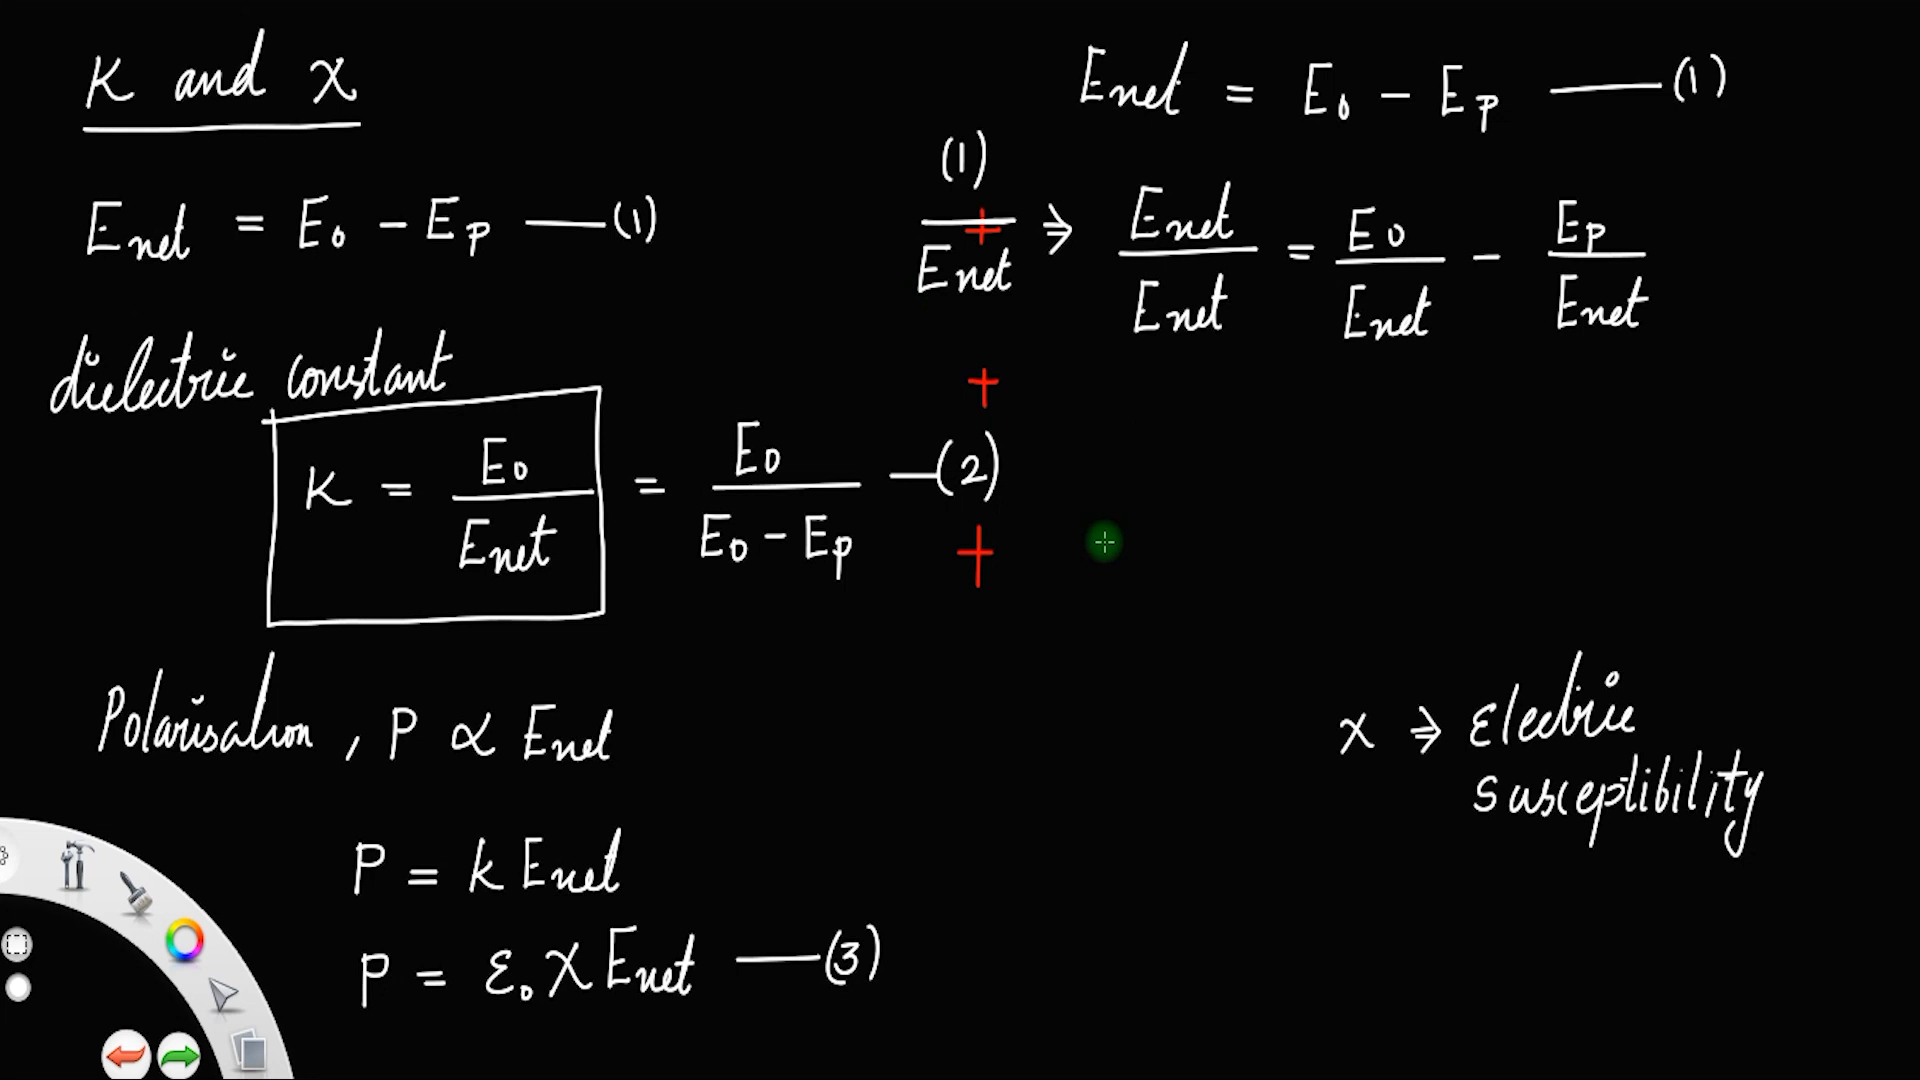 K and χ
Enet = E0 - Ep —(1)
dielectric constant
K = E0/Enet = E0/(E0 - Ep) —(2)
Polarisation, P ∝ Enet
P = k Enet
P = ε0 χ Enet —(3)
Enet = E0 - Ep —(1)
(1)/Enet ⇒ Enet/Enet = E0/Enet - Ep/Enet
χ ⇒ Electric
susceptibility